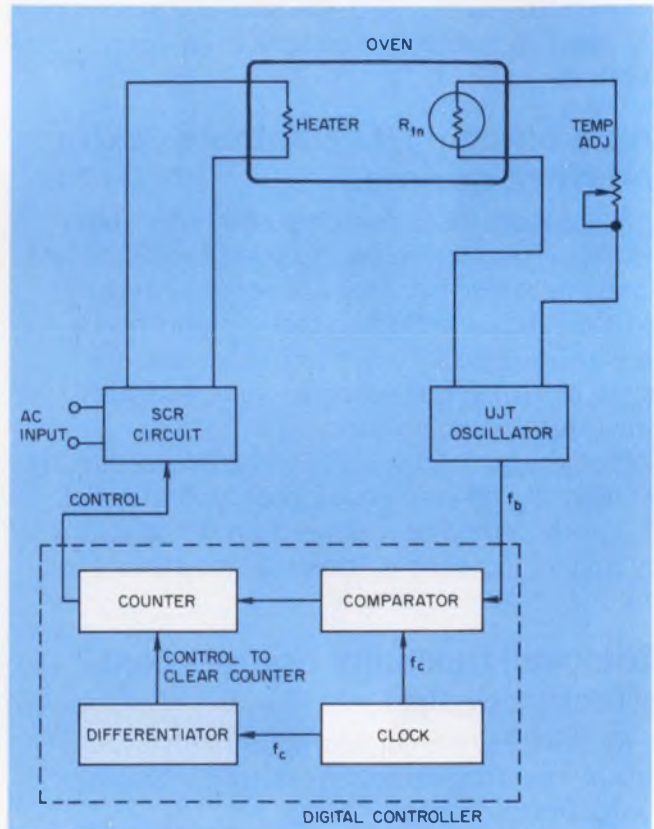 OVEN
HEATER
R_tn
TEMP
ADJ
AC
INPUT
SCR
CIRCUIT
UJT
OSCILLATOR
CONTROL
f_b
COUNTER
COMPARATOR
CONTROL TO
CLEAR COUNTER
f_c
DIFFERENTIATOR
f_c
CLOCK
DIGITAL CONTROLLER